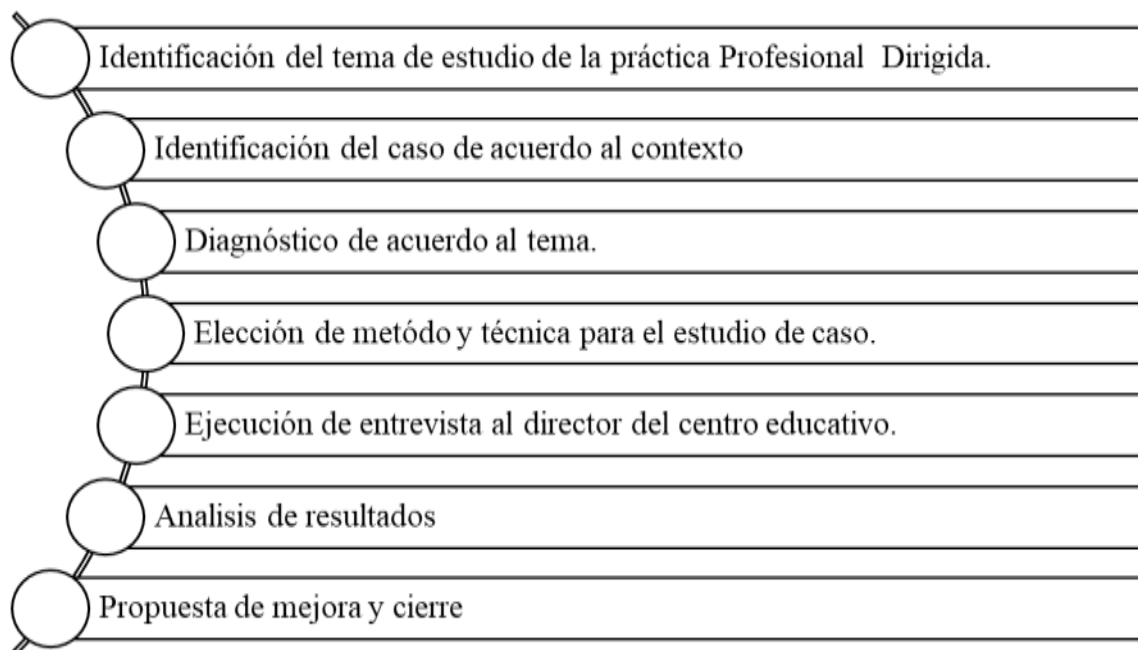 Identificación del tema de estudio de la práctica Profesional Dirigida.
Identificación del caso de acuerdo al contexto
Diagnóstico de acuerdo al tema.
Elección de metódo y técnica para el estudio de caso.
Ejecución de entrevista al director del centro educativo.
Analisis de resultados
Propuesta de mejora y cierre